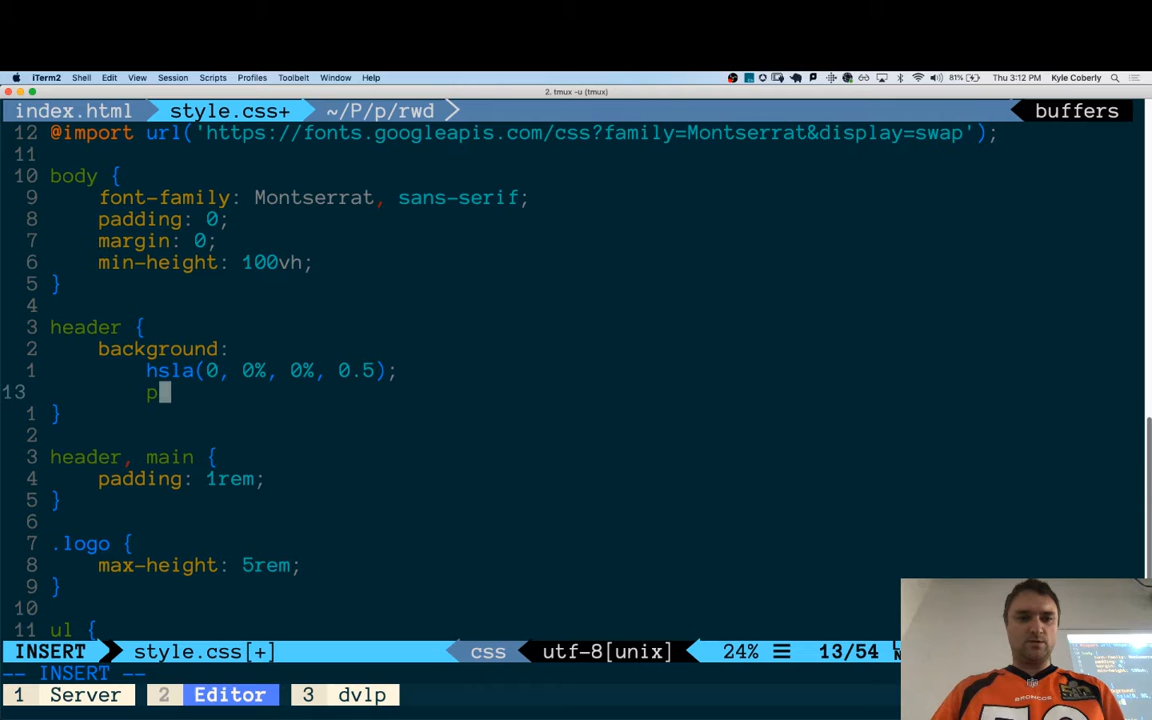 iTerm2 Shell Edit View Session Scripts Profiles Toolbelt Window Help 81% Thu 3:12 PM Kyle Coberly
2. tmux -u (tmux)
index.html style.css+ ~/P/p/rwd buffers
12 @import url('https://fonts.googleapis.com/css?family=Montserrat&display=swap');
11
10 body {
9 font-family: Montserrat, sans-serif;
8 padding: 0;
7 margin: 0;
6 min-height: 100vh;
5 }
4
3 header {
2 background:
1 hsla(0, 0%, 0%, 0.5);
13 p
1 }
2
3 header, main {
4 padding: 1rem;
5 }
6
7 .logo {
8 max-height: 5rem;
9 }
10
11 ul {
INSERT style.css[+] css utf-8[unix] 24% ☰ 13/54
-- INSERT --
1 Server 2 Editor 3 dvlp